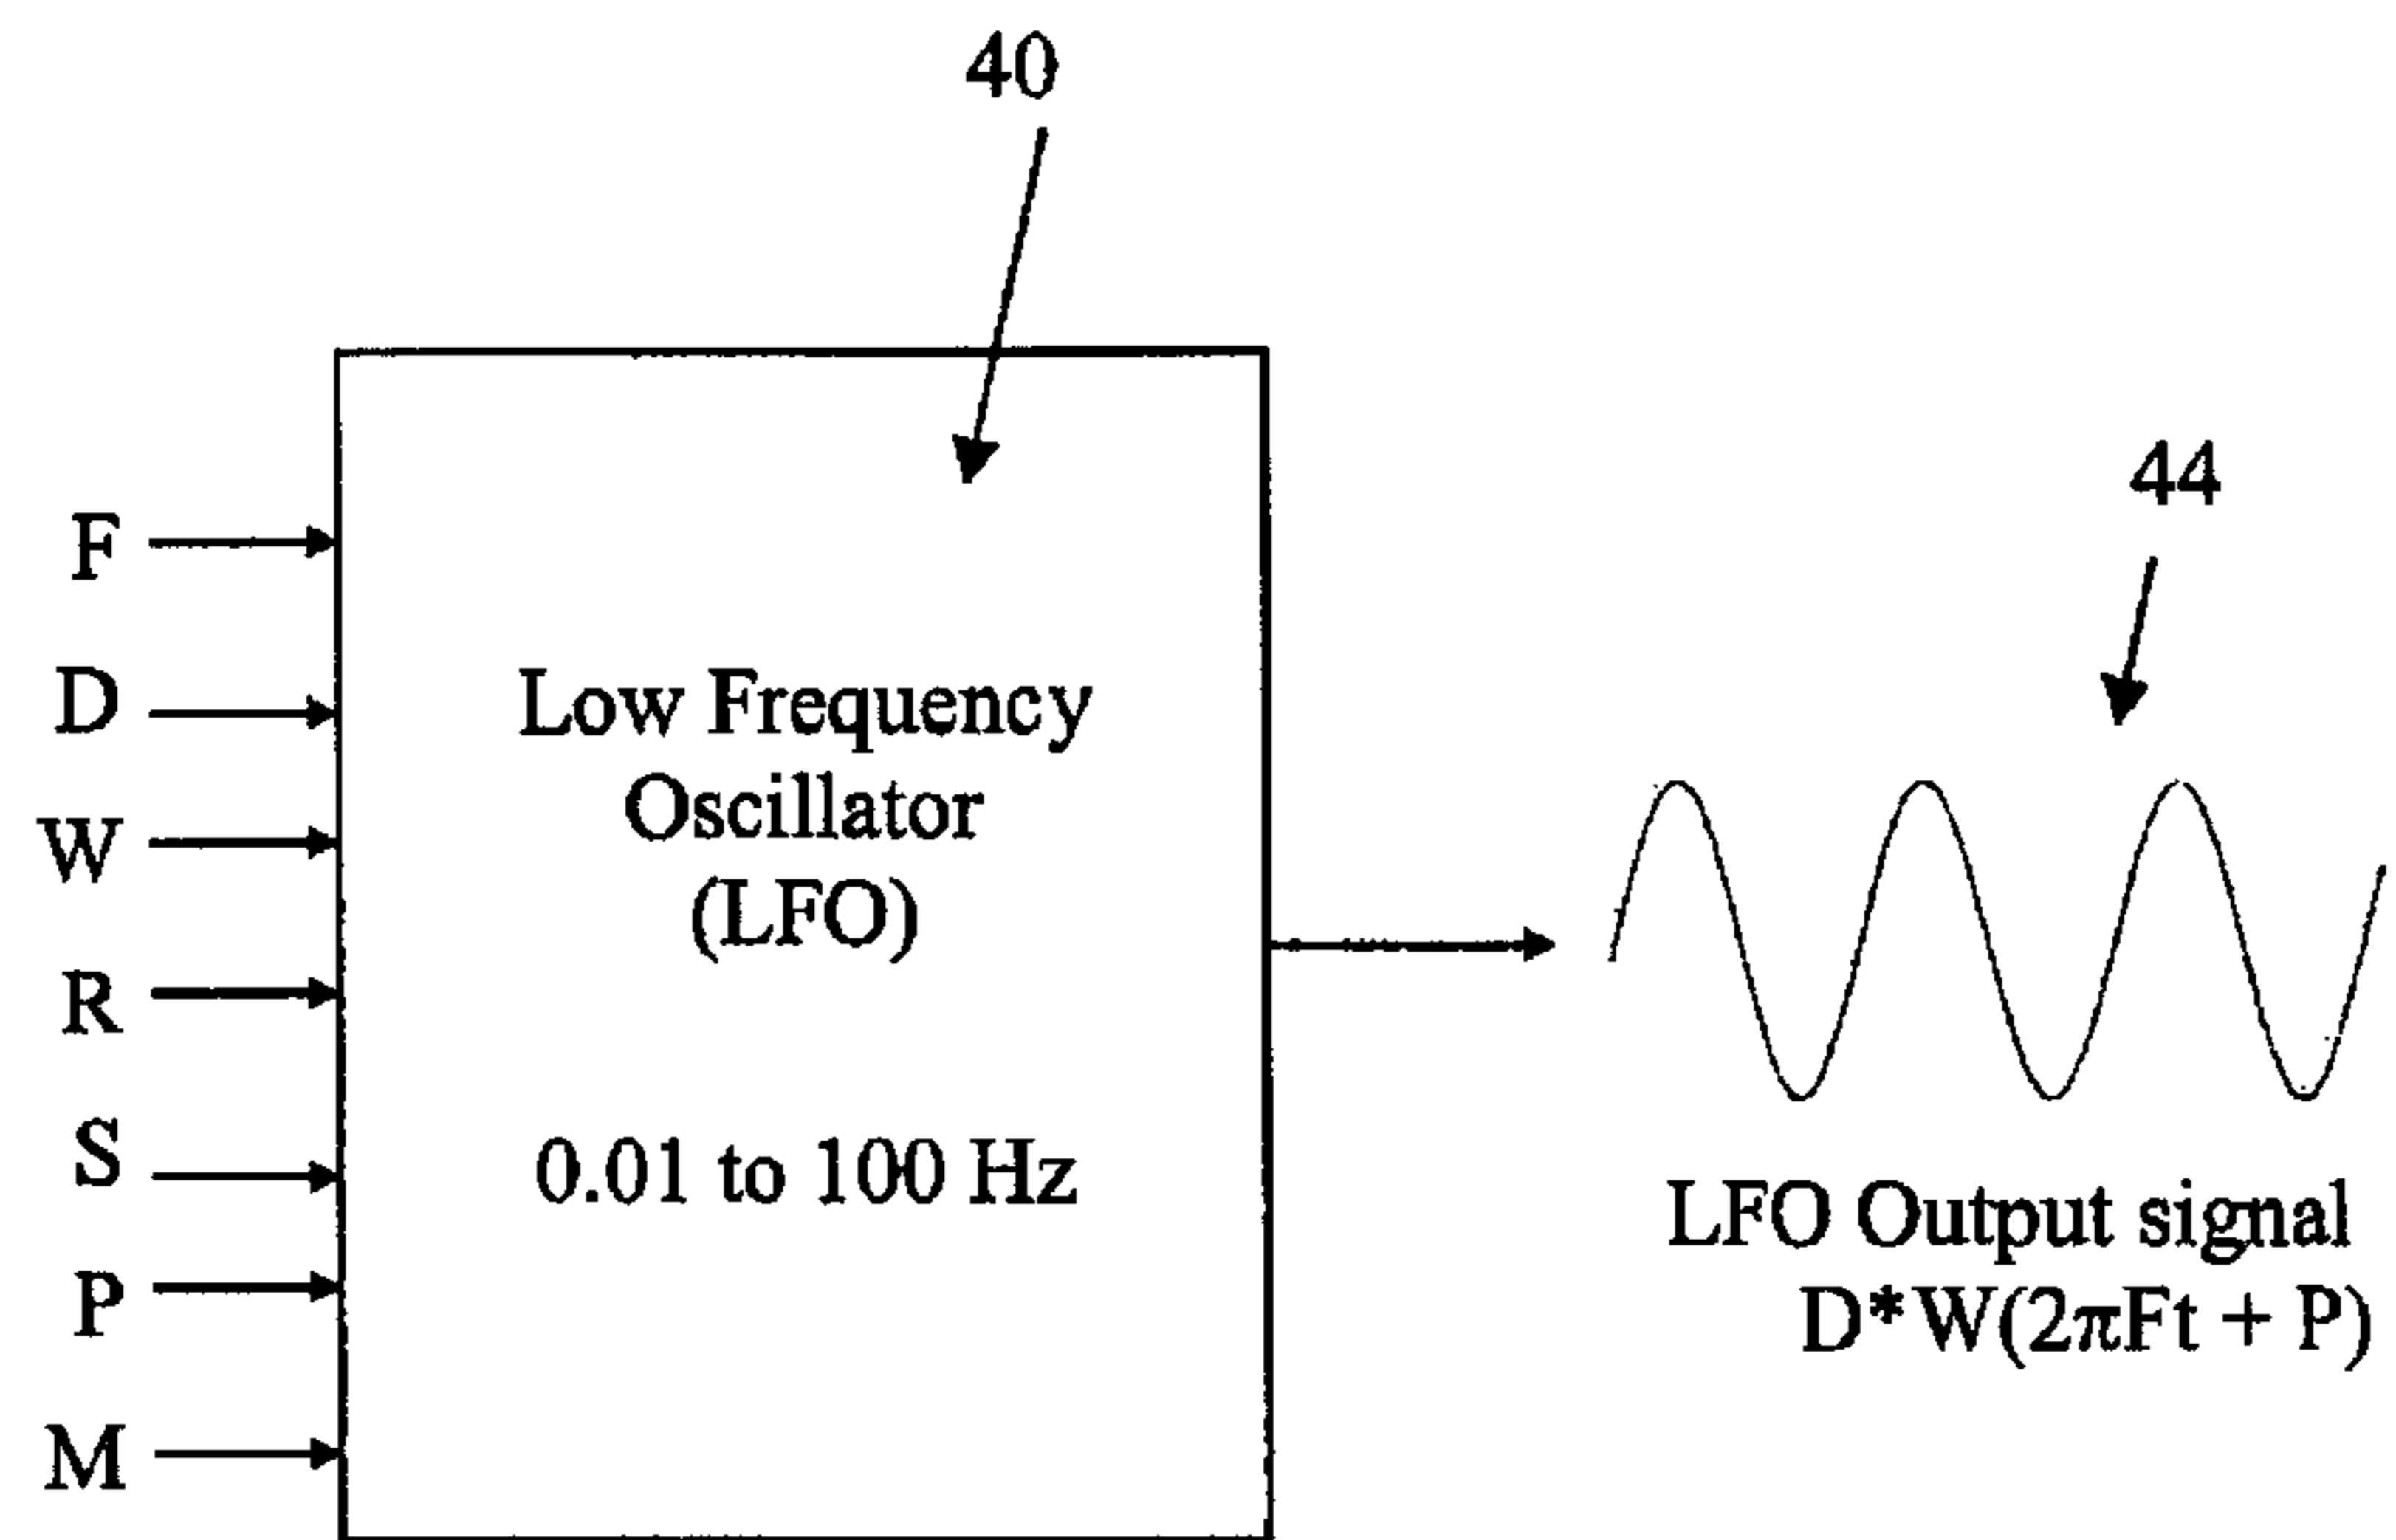 40
44
F
D
W
R
S
P
M
Low Frequency
Oscillator
(LFO)
0.01 to 100 Hz
LFO Output signal
D*W(2πFt + P)